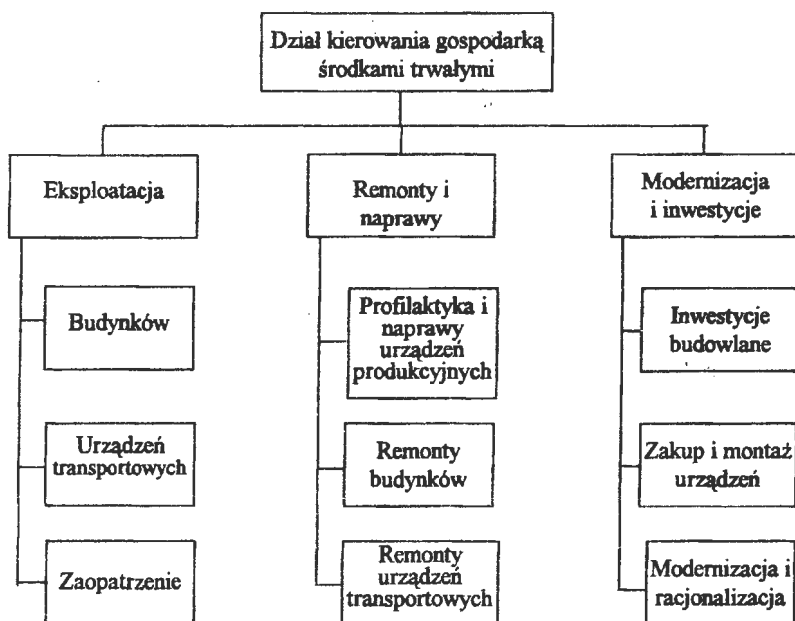 Dział kierowania gospodarką
środkami trwałymi
Eksploatacja
Remonty i
naprawy
Modernizacja
i inwestycje
Budynków
Profilaktyka i
naprawy
urządzeń
produkcyjnych
Inwestycje
budowlane
Urządzeń
transportowych
Remonty
budynków
Zakup i montaż
urządzeń
Zaopatrzenie
Remonty
urządzeń
transportowych
Modernizacja i
racjonalizacja